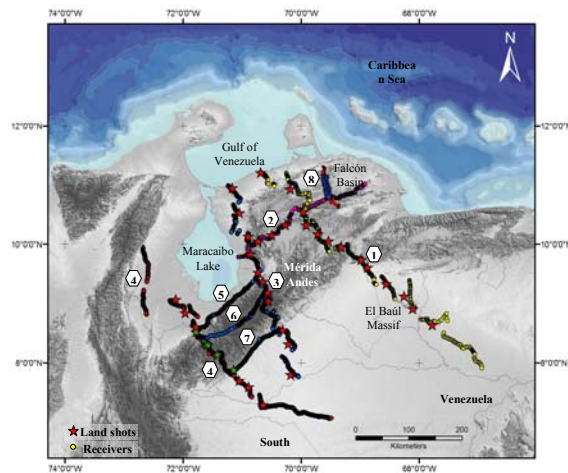 74°0'0"W 72°0'0"W 70°0'0"W 68°0'0"W
N
Caribbea
n Sea
12°0'0"N
12°0'0"N
Gulf of
Venezuela
Falcón
Basin
8
2
10°0'0"N
10°0'0"N
1
Maracaibo
Lake
Mérida
Andes
3
4
5
El Baúl
Massif
6
7
8°0'0"N
8°0'0"N
4
Venezuela
Land shots
Receivers
South
0 50 100 200
Kilometers
74°0'0"W 72°0'0"W 70°0'0"W 68°0'0"W